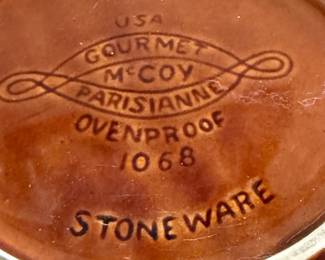 USA
GOURMET
McCOY
PARISIANNE
OVENPROOF
1068
STONEWARE